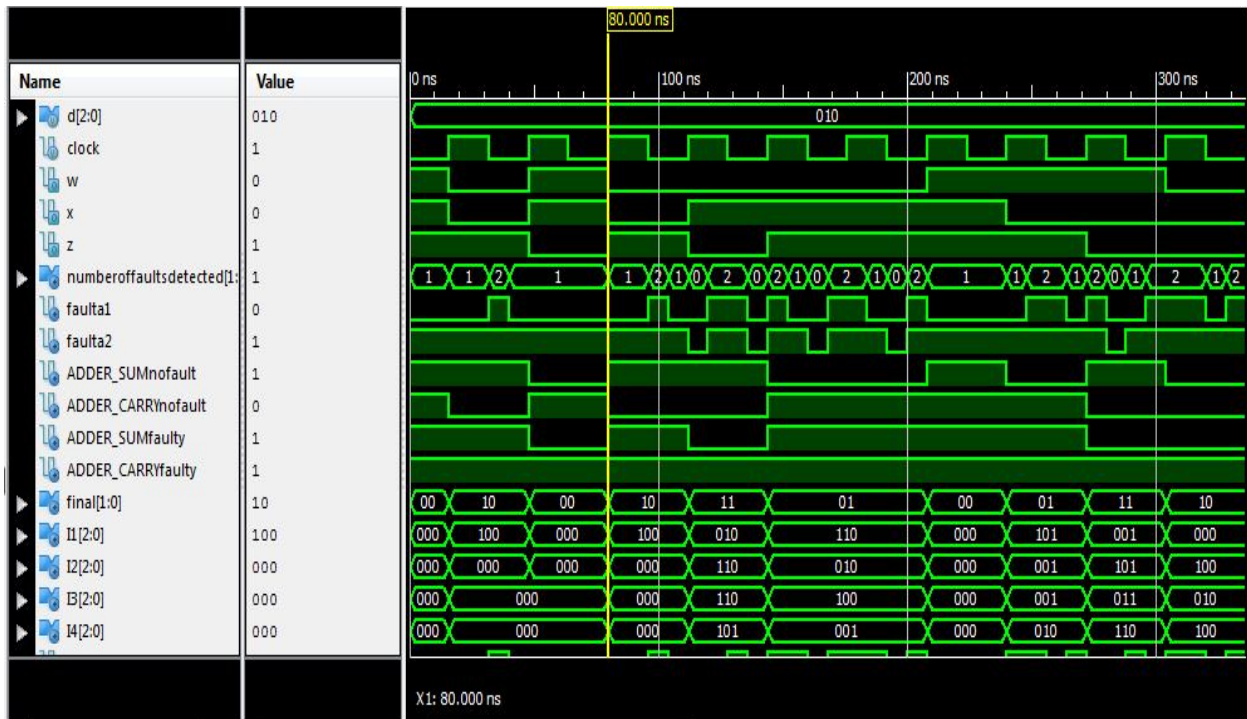 80.000 ns
Name Value 0 ns 100 ns 200 ns 300 ns
d[2:0] 010 010
clock 1
w 0
x 0
z 1
numberoffaultsdetected[1: 1 1 1 2 1 1 2 1 0 2 0 2 1 0 2 1 0 2 1 1 2 1 2 0 1 2 1 2
faulta1 0
faulta2 1
ADDER_SUMnofault 1
ADDER_CARRYnofault 0
ADDER_SUMfaulty 1
ADDER_CARRYfaulty 1
final[1:0] 10 00 10 00 10 11 01 00 01 11 10
I1[2:0] 100 000 100 000 100 010 110 000 101 001 000
I2[2:0] 000 000 000 000 000 110 010 000 001 101 100
I3[2:0] 000 000 000 000 110 100 000 001 011 010
I4[2:0] 000 000 000 000 101 001 000 010 110 100
X1: 80.000 ns